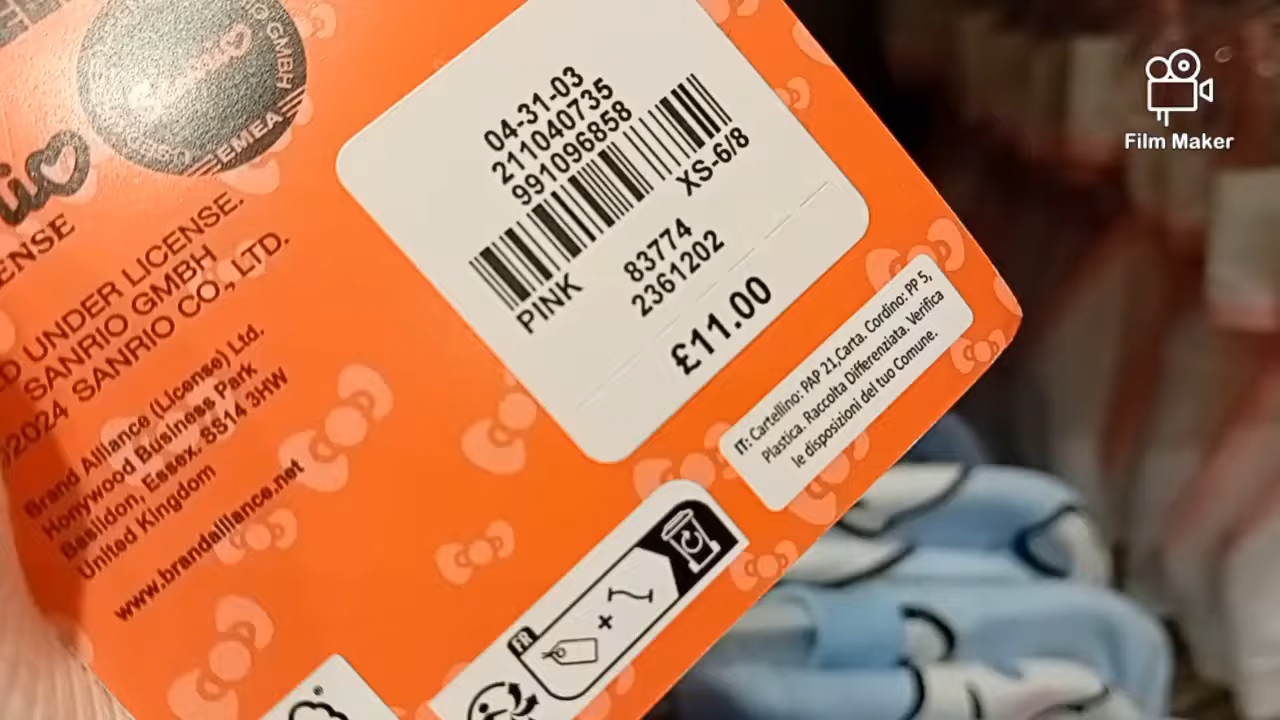 04-31-03
211040735
991096858
XS-6/8
PINK
83774
2361202
£11.00
GMBH
EMEA
ENSE
UNDER LICENSE.
SANRIO GMBH
2024 SANRIO CO., LTD.
Brand Alliance (License) Ltd.
Honywood Business Park
Basildon, Essex. SS14 3HW
United Kingdom
www.brandalliance.net
IT: Cartellino: PAP 21,Carta. Cordino: PP 5,
Plastica. Raccolta Differenziata. Verifica
le disposizioni del tuo Comune.
FR
+
Film Maker